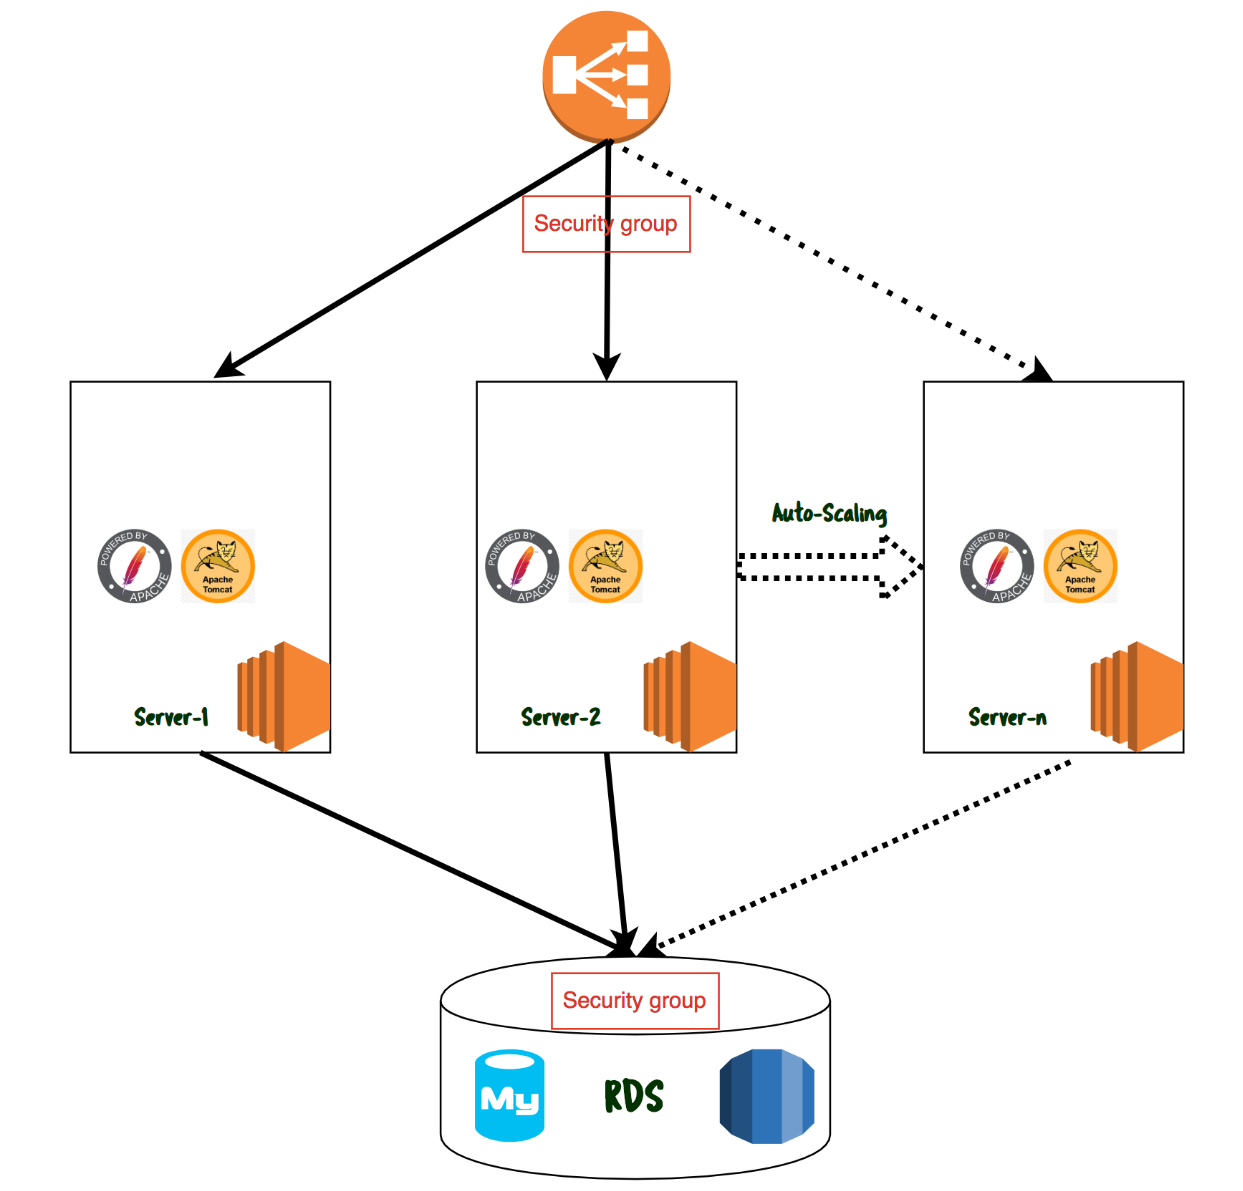 Security group
Auto-Scaling
POWERED BY
APACHE
Apache
Tomcat
POWERED BY
APACHE
Apache
Tomcat
POWERED BY
APACHE
Apache
Tomcat
Server-1
Server-2
Server-n
Security group
My
RDS